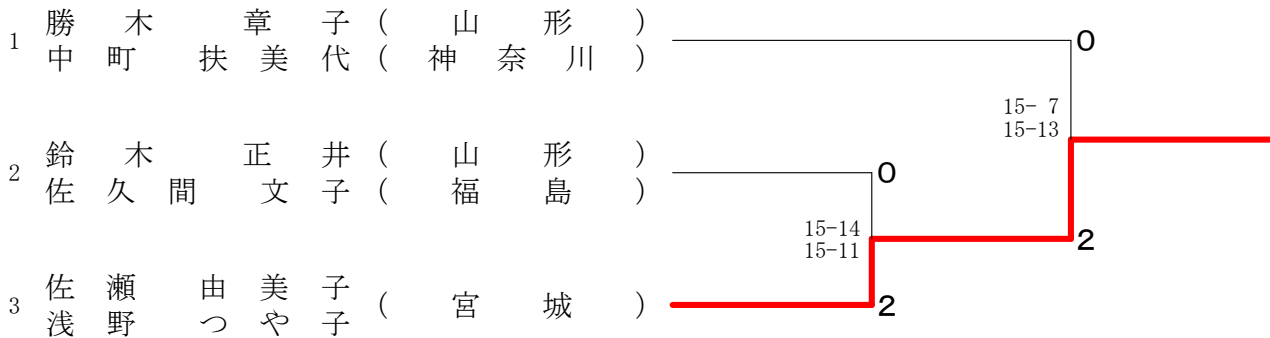 1 勝木 章子 ( 山形 )
中町 扶美代 ( 神奈川 )
0
15- 7
15-13
2 鈴木 正井 ( 山形 )
佐久間 文子 ( 福島 )
0
15-14
15-11
2
3 佐瀬 由美子
浅野 つや子 ( 宮城 )
2